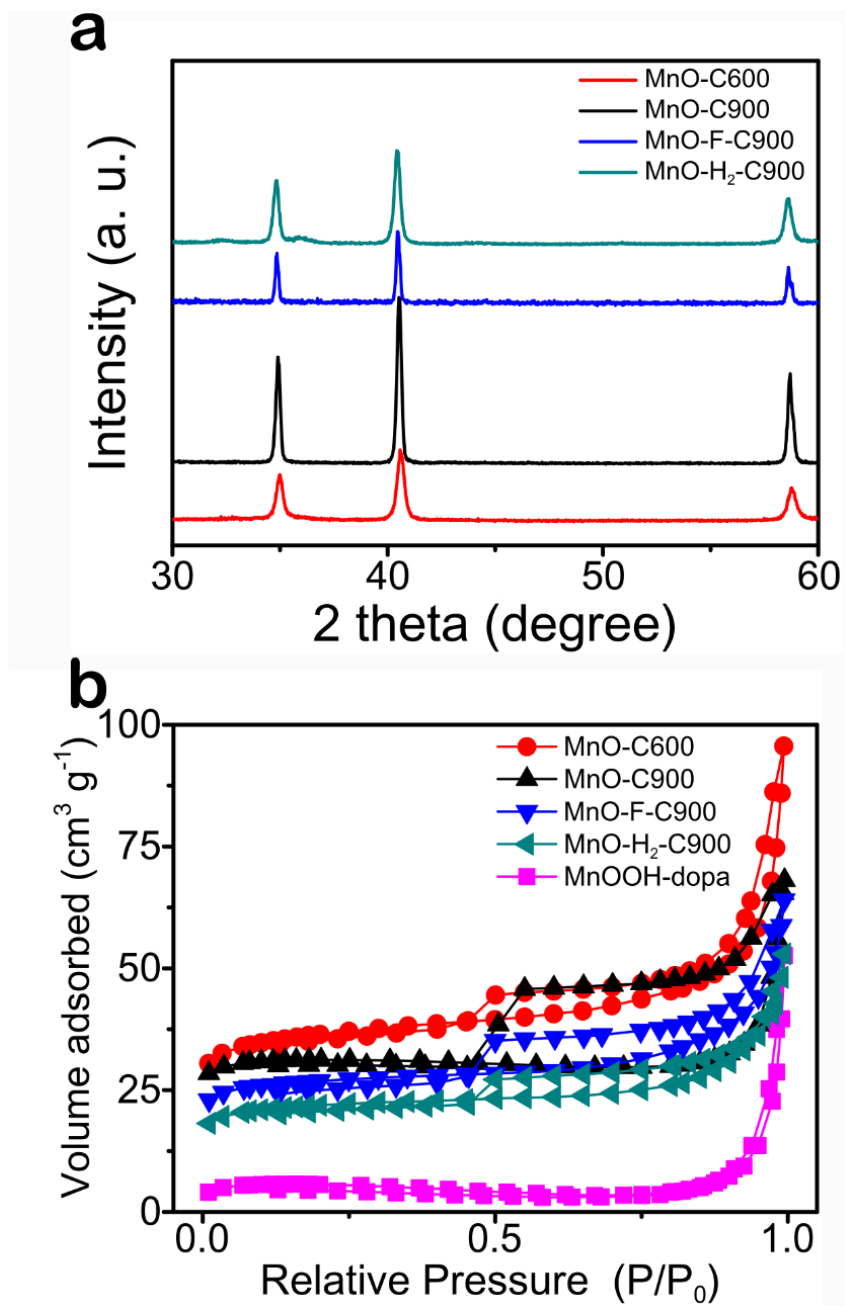 a
MnO-C600
MnO-C900
MnO-F-C900
MnO-H₂-C900
Intensity (a. u.)
30
40
50
60
2 theta (degree)
b
100
75
50
25
0
MnO-C600
MnO-C900
MnO-F-C900
MnO-H₂-C900
MnOOH-dopa
Volume adsorbed (cm³ g⁻¹)
0.0
0.5
1.0
Relative Pressure (P/P₀)